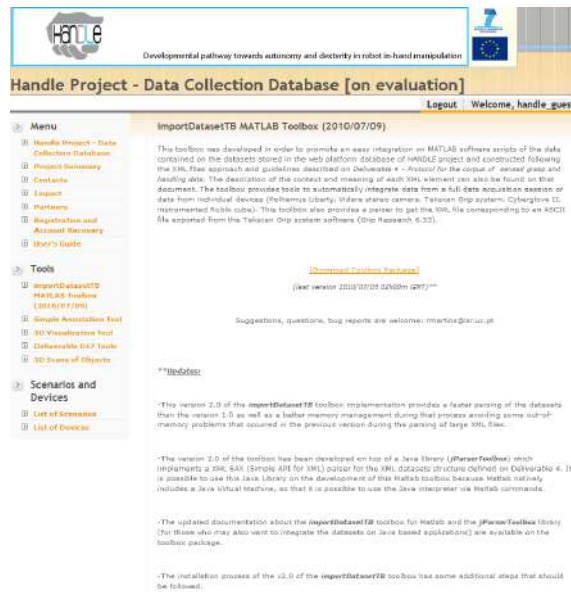 HANDLE
Developmental pathway towards autonomy and dexterity in robot in-hand manipulation
Handle Project - Data Collection Database [on evaluation]
Logout Welcome, handle_gues
Menu
Handle Project - Data
Collection Database
Project Summary
Contacts
Impact
Partners
Registration and
Account Recovery
User's Guide
Tools
importDatasetTB
MATLAB Toolbox
(2010/07/09)
Simple Annotation Tool
3D Visualization Tool
Deliverable D17 Tools
3D Scans of Objects
Scenarios and
Devices
List of Scenarios
List of Devices
importDatasetTB MATLAB Toolbox (2010/07/09)
This toolbox was developed in order to promote an easy integration on MATLAB software scripts of the data
contained on the datasets stored in the web platform database of HANDLE project and constructed following
the XML files approach and guidelines described on Deliverable 4 - Protocol for the corpus of sensed grasp and
handling data. The description of the context and meaning of each XML element can also be found on that
document. The toolbox provides tools to automatically integrate data from a full data acquisition session or
data from individual devices (Polhemus Liberty, Videre stereo camera, Tekscan Grip system, Cyberglove II,
instrumented Rubik cube). This toolbox also provides a parser to get the XML file corresponding to an ASCII
file exported from the Tekscan Grip system software (Grip Research 6.33).
[Download Toolbox Package]
(last version 2010/07/09 02h00m GMT)**
Suggestions, questions, bug reports are welcome: rmartins@isr.uc.pt
**Updates:
-This version 2.0 of the importDatasetTB toolbox implementation provides a faster parsing of the datasets
than the version 1.0 as well as a better memory management during that process avoiding some out-of-
memory problems that occurred in the previous version during the parsing of large XML files.
-The version 2.0 of the toolbox has been developed on top of a Java library (jParserToolbox) which
implements a XML SAX (Simple API for XML) parser for the XML datasets structure defined on Deliverable 4. It
is possible to use this Java Library on the development of this Matlab toolbox because Matlab natively
includes a Java Virtual Machine, so that it is possible to use the Java interpreter via Matlab commands.
-The updated documentation about the importDatasetTB toolbox for Matlab and the jParserToolbox library
(for those who may also want to integrate the datasets on Java based applications) are available on the
toolbox package.
-The installation process of the v2.0 of the importDatasetTB toolbox has some additional steps that should
be followed.